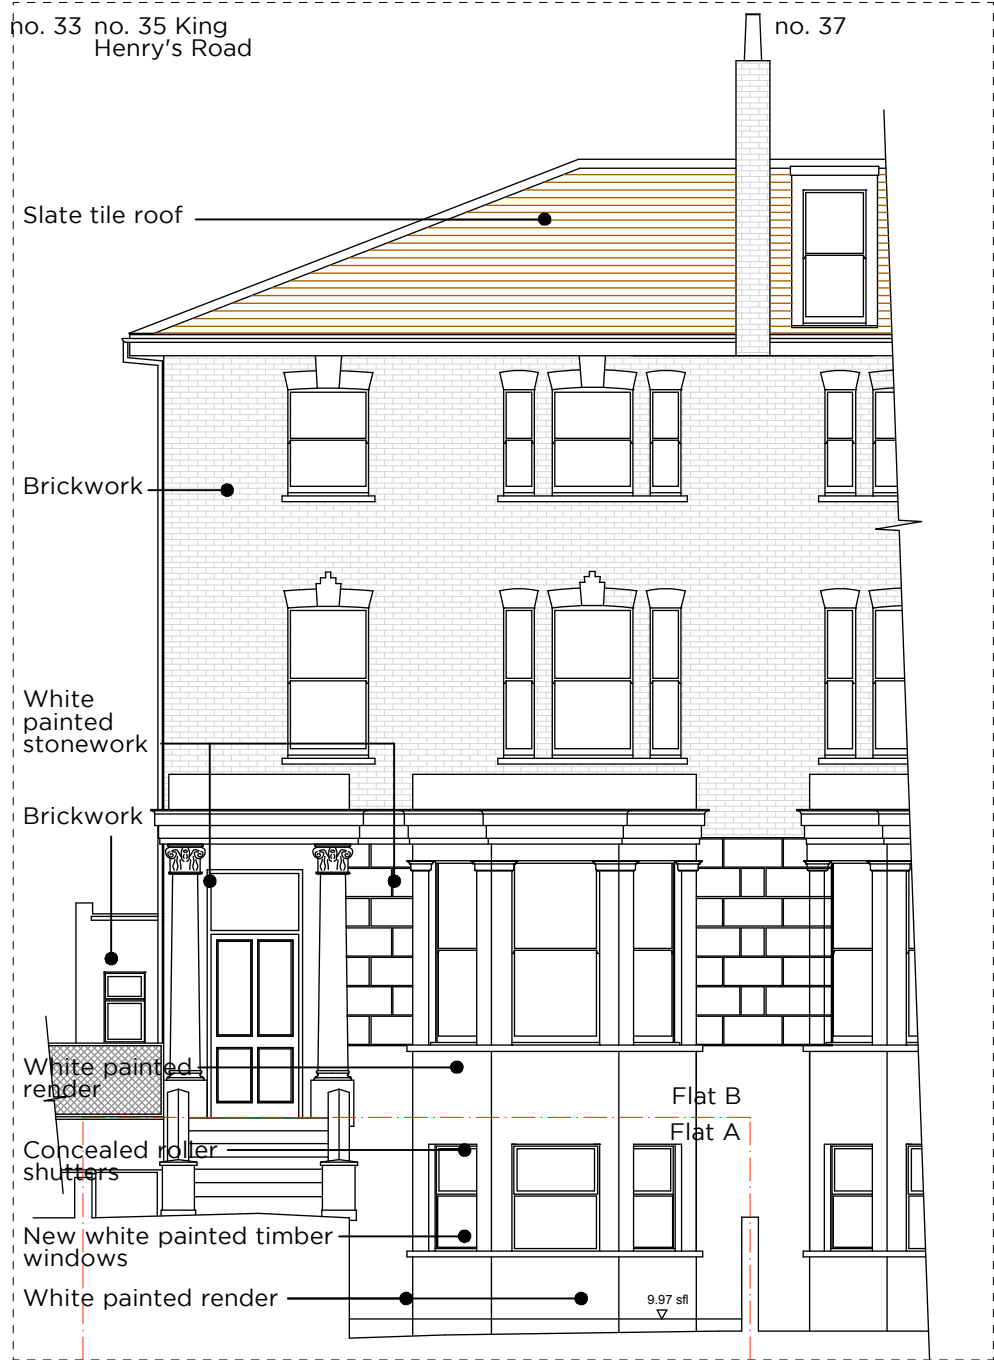 no. 33
no. 35 King
Henry's Road
no. 37
Slate tile roof
Brickwork
White
painted
stonework
Brickwork
White painted
render
Flat B
Flat A
Concealed roller
shutters
New white painted timber
windows
White painted render
9.97 sfl